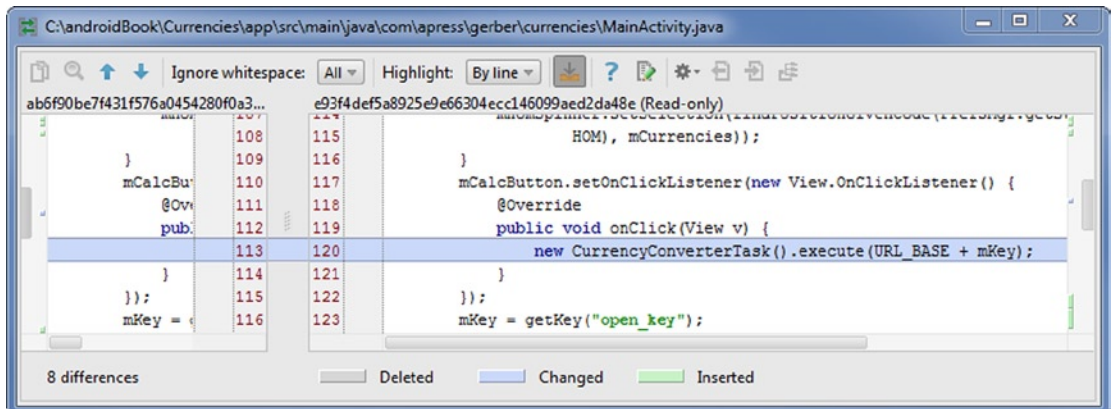 C:\androidBook\Currencies\app\src\main\java\com\apress\gerber\currencies\MainActivity.java
Ignore whitespace: All Highlight: By line
ab6f90be7f431f576a0454280f0a3... e93f4def5a8925e9e66304ecc146099aed2da48e (Read-only)
107 114
108 115 HOM), mCurrencies));
} 109 116 }
mCalcBu 110 117 mCalcButton.setOnClickListener(new View.OnClickListener() {
@Ov 111 118 @Override
pub 112 119 public void onClick(View v) {
113 120 new CurrencyConverterTask().execute(URL_BASE + mKey);
} 114 121 }
}); 115 122 });
mKey = 116 123 mKey = getKey("open_key");
8 differences Deleted Changed Inserted